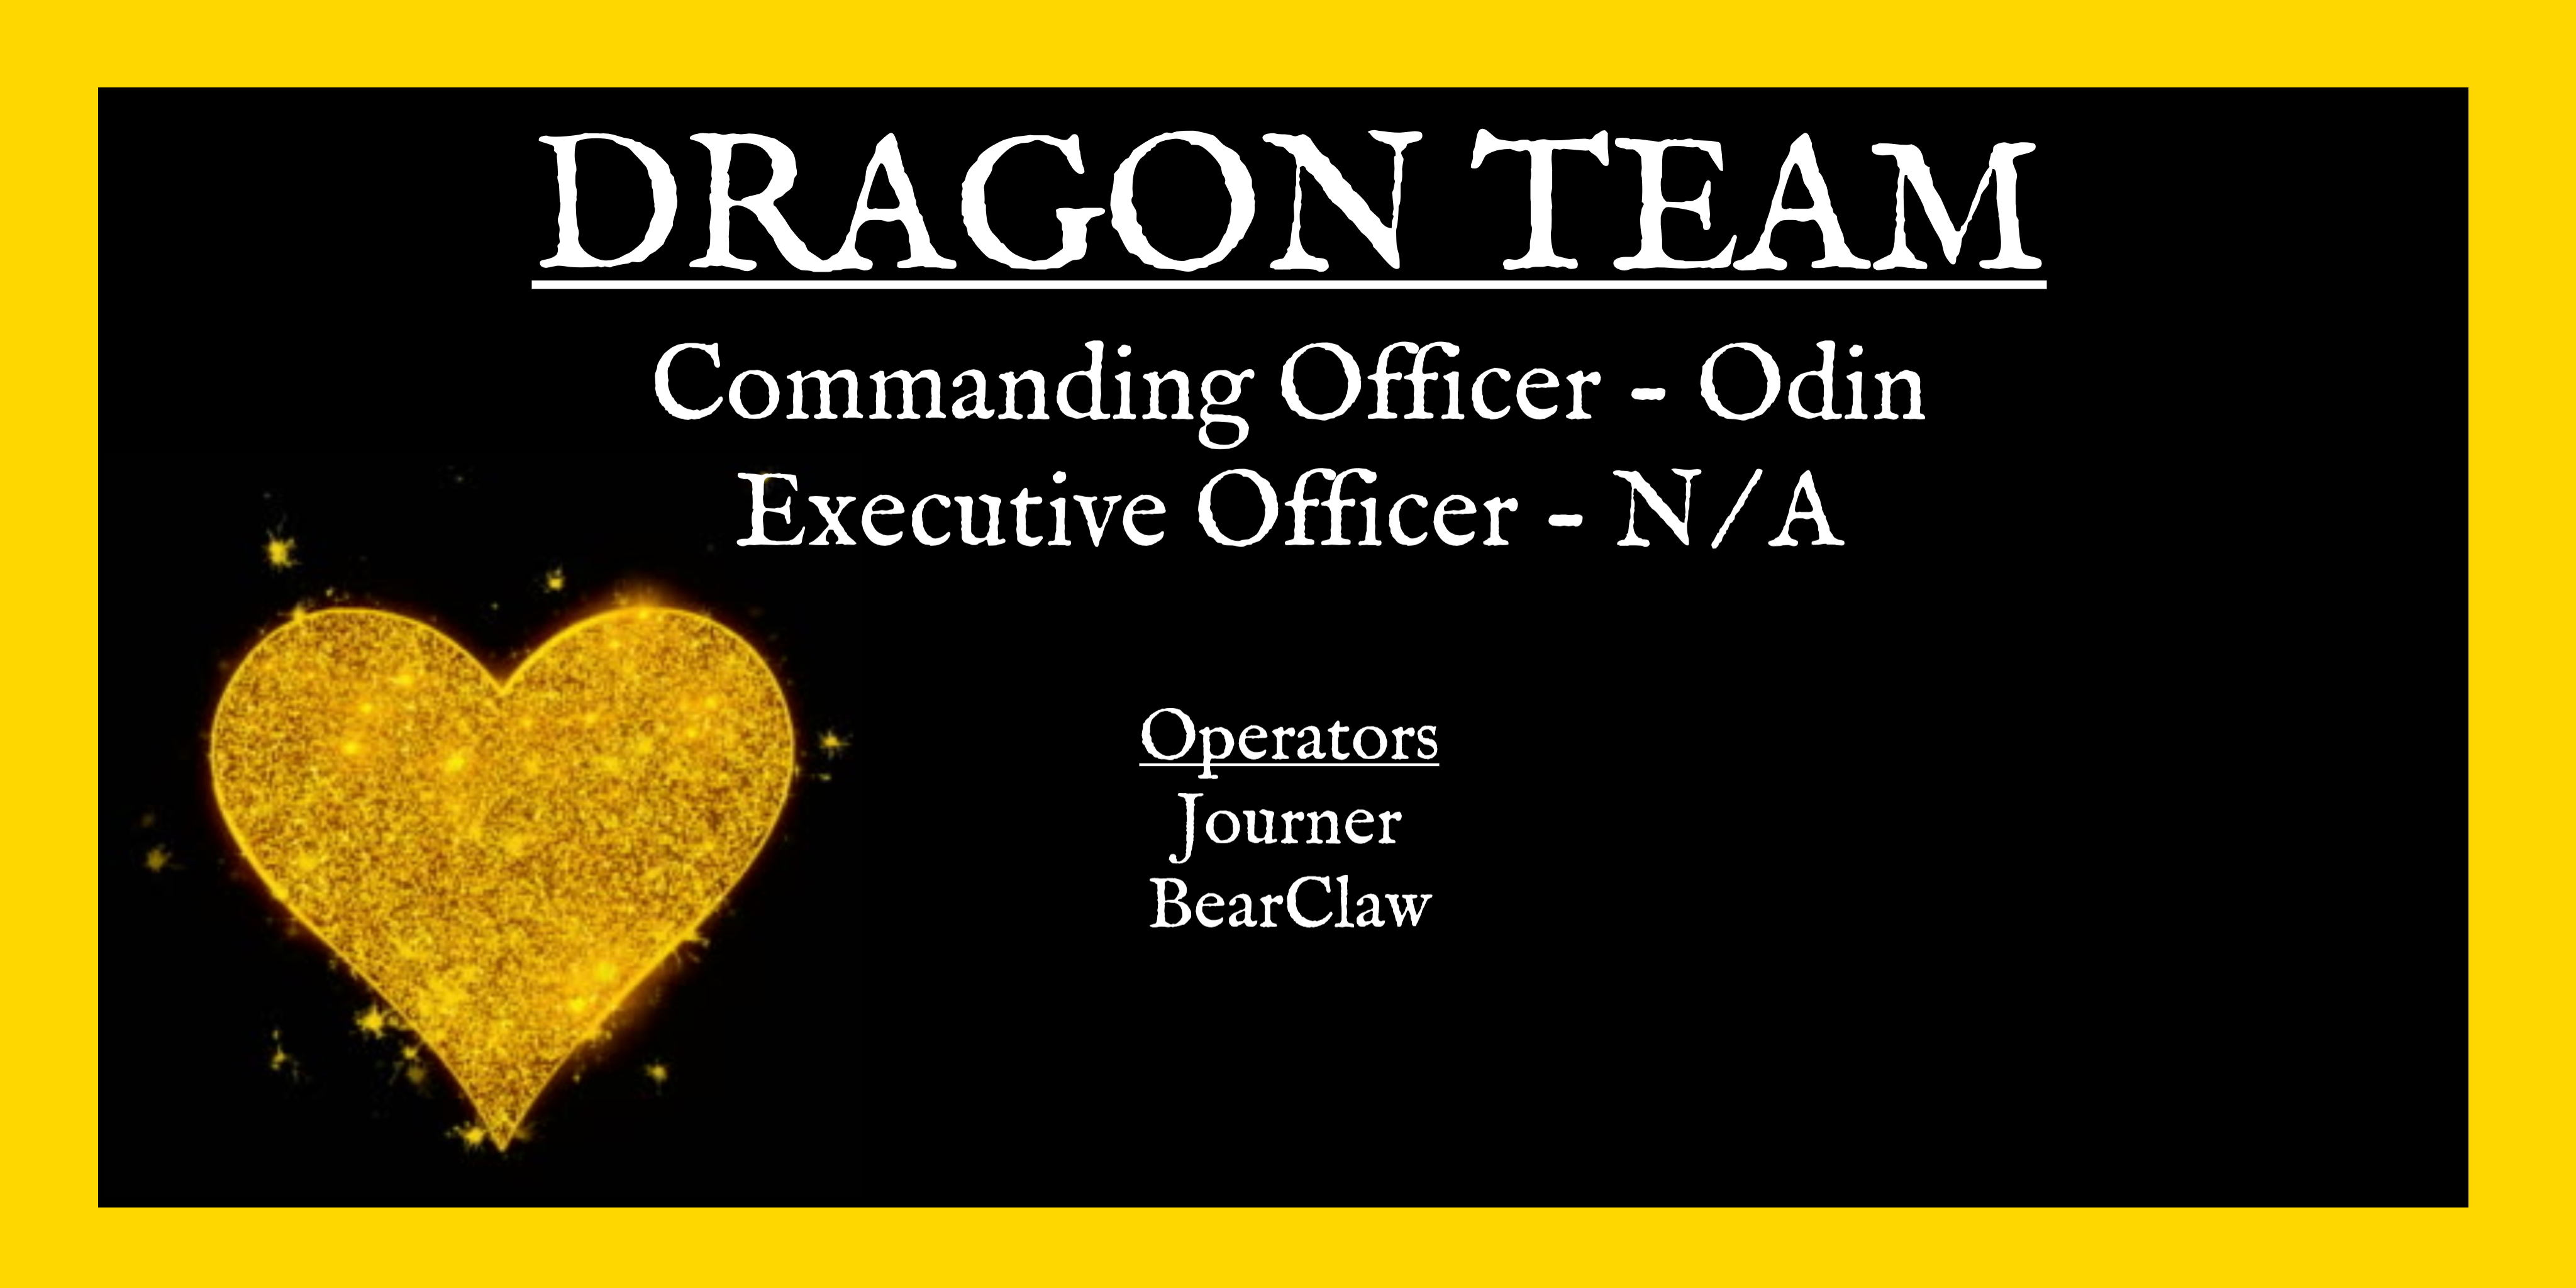 DRAGON TEAM
Commanding Officer - Odin
Executive Officer - N/A
Operators
Journer
BearClaw